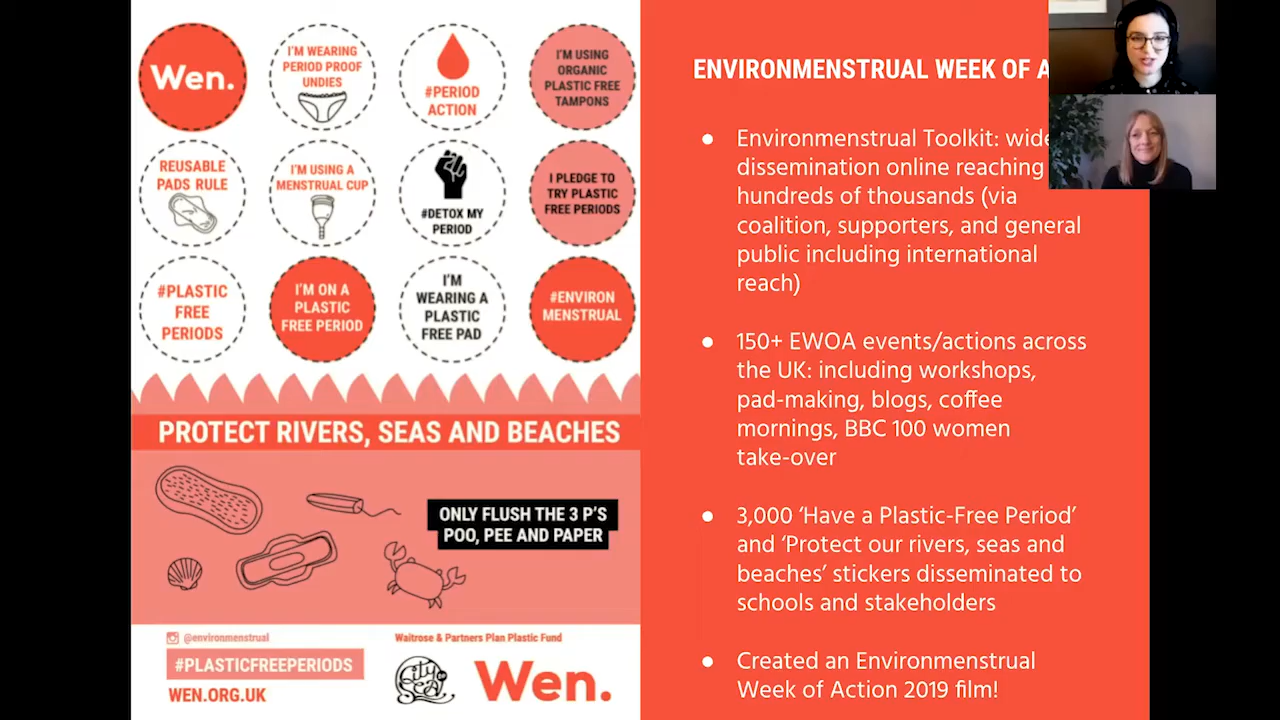 Wen.
I'M WEARING
PERIOD PROOF
UNDIES
#PERIOD
ACTION
I'M USING
ORGANIC
PLASTIC FREE
TAMPONS
REUSABLE
PADS RULE
I'M USING A
MENSTRUAL CUP
#DETOX MY
PERIOD
I PLEDGE TO
TRY PLASTIC
FREE PERIODS
#PLASTIC
FREE
PERIODS
I'M ON A
PLASTIC
FREE PERIOD
I'M
WEARING A
PLASTIC
FREE PAD
#ENVIRON
MENSTRUAL
PROTECT RIVERS, SEAS AND BEACHES
ONLY FLUSH THE 3 P'S
POO, PEE AND PAPER
@environmenstrual
#PLASTICFREEPERIODS
WEN.ORG.UK
Waitrose & Partners Plan Plastic Fund
City to Sea
Wen.
ENVIRONMENSTRUAL WEEK OF A
● Environmenstrual Toolkit: wide
dissemination online reaching
hundreds of thousands (via
coalition, supporters, and general
public including international
reach)
● 150+ EWOA events/actions across
the UK: including workshops,
pad-making, blogs, coffee
mornings, BBC 100 women
take-over
● 3,000 ‘Have a Plastic-Free Period’
and ‘Protect our rivers, seas and
beaches’ stickers disseminated to
schools and stakeholders
● Created an Environmenstrual
Week of Action 2019 film!